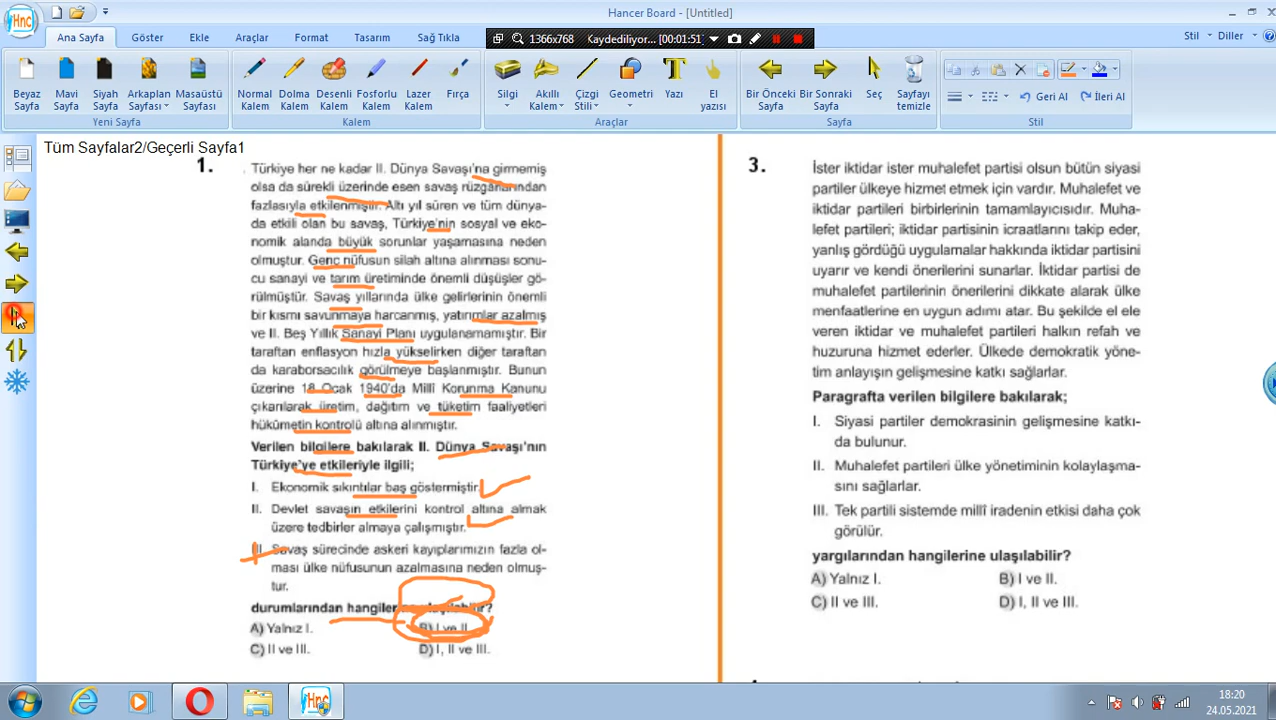 Hancer Board - [Untitled]
Ana Sayfa
Göster
Ekle
Araçlar
Format
Tasarım
Sağ Tıkla
1366x768
Kaydediliyor... [00:01:51]
Stil
Diller
Beyaz Sayfa
Mavi Sayfa
Siyah Sayfa
Arkaplan Sayfası
Masaüstü Sayfası
Normal Kalem
Dolma Kalem
Desenli Kalem
Fosforlu Kalem
Lazer Kalem
Fırça
Silgi
Akıllı Kalem
Çizgi Stili
Geometri
Yazı
El yazısı
Bir Önceki Sayfa
Bir Sonraki Sayfa
Seç
Sayfayı temizle
Geri Al
İleri Al
Yeni Sayfa
Kalem
Araçlar
Sayfa
Stil
Tüm Sayfalar2/Geçerli Sayfa1
1.
Türkiye her ne kadar II. Dünya Savaşı'na girmemiş
olsa da sürekli üzerinde esen savaş rüzgarlarından
fazlasıyla etkilenmiştir. Altı yıl süren ve tüm dünya-
da etkili olan bu savaş, Türkiye'nin sosyal ve eko-
nomik alanda büyük sorunlar yaşamasına neden
olmuştur. Genç nüfusun silah altına alınması sonu-
cu sanayi ve tarım üretiminde önemli düşüşler gö-
rülmüştür. Savaş yıllarında ülke gelirlerinin önemli
bir kısmı savunmaya harcanmış, yatırımlar azalmış
ve II. Beş Yıllık Sanayi Planı uygulanamamıştır. Bir
taraftan enflasyon hızla yükselirken diğer taraftan
da karaborsacılık görülmeye başlanmıştır. Bunun
üzerine 18 Ocak 1940'da Millî Korunma Kanunu
çıkarılarak üretim, dağıtım ve tüketim faaliyetleri
hükûmetin kontrolü altına alınmıştır.
Verilen bilgilere bakılarak II. Dünya Savaşı'nın
Türkiye'ye etkileriyle ilgili;
I. Ekonomik sıkıntılar baş göstermiştir.
II. Devlet savaşın etkilerini kontrol altına almak
üzere tedbirler almaya çalışmıştır.
III. Savaş sürecinde askeri kayıplarımızın fazla ol-
ması ülke nüfusunun azalmasına neden olmuş-
tur.
durumlarından hangilerine ulaşılabilir?
A) Yalnız I.
B) I ve II.
C) II ve III.
D) I, II ve III.
3.
İster iktidar ister muhalefet partisi olsun bütün siyasi
partiler ülkeye hizmet etmek için vardır. Muhalefet ve
iktidar partileri birbirlerinin tamamlayıcısıdır. Muha-
lefet partileri; iktidar partisinin icraatlarını takip eder,
yanlış gördüğü uygulamalar hakkında iktidar partisini
uyarır ve kendi önerilerini sunarlar. İktidar partisi de
muhalefet partilerinin önerilerini dikkate alarak ülke
menfaatlerine en uygun adımı atar. Bu şekilde el ele
veren iktidar ve muhalefet partileri halkın refah ve
huzuruna hizmet ederler. Ülkede demokratik yöne-
tim anlayışın gelişmesine katkı sağlarlar.
Paragrafta verilen bilgilere bakılarak;
I. Siyasi partiler demokrasinin gelişmesine katkı-
da bulunur.
II. Muhalefet partileri ülke yönetiminin kolaylaşma-
sını sağlarlar.
III. Tek partili sistemde millî iradenin etkisi daha çok
görülür.
yargılarından hangilerine ulaşılabilir?
A) Yalnız I.
B) I ve II.
C) II ve III.
D) I, II ve III.
18:20
24.05.2021